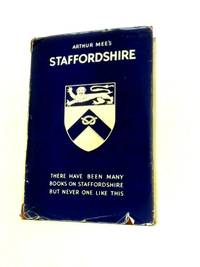 ARTHUR MEE'S
STAFFORDSHIRE
THERE HAVE BEEN MANY
BOOKS ON STAFFORDSHIRE
BUT NEVER ONE LIKE THIS